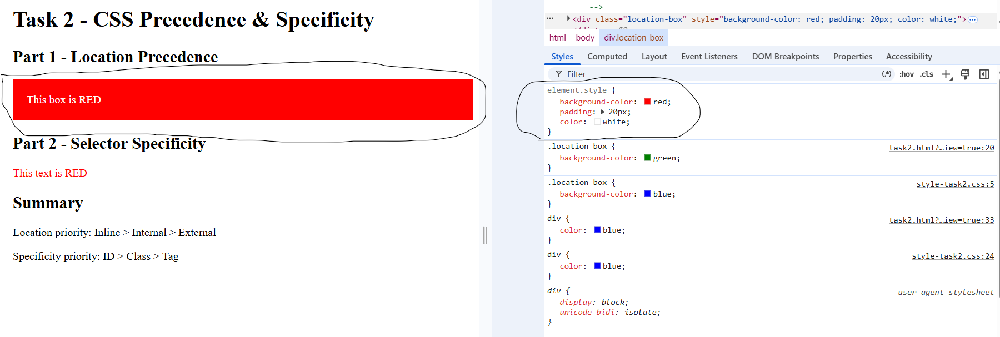 Task 2 - CSS Precedence & Specificity
Part 1 - Location Precedence
This box is RED
Part 2 - Selector Specificity
This text is RED
Summary
Location priority: Inline > Internal > External
Specificity priority: ID > Class > Tag
-->
<div class="location-box" style="background-color: red; padding: 20px; color: white;">
html body div.location-box
Styles Computed Layout Event Listeners DOM Breakpoints Properties Accessibility
Filter :hov .cls
element.style {
background-color: red;
padding: 20px;
color: white;
}
.location-box { task2.html?…iew=true:20
background-color: green;
}
.location-box { style-task2.css:5
background-color: blue;
}
div { task2.html?…iew=true:33
color: blue;
}
div { style-task2.css:24
color: blue;
}
div { user agent stylesheet
display: block;
unicode-bidi: isolate;
}